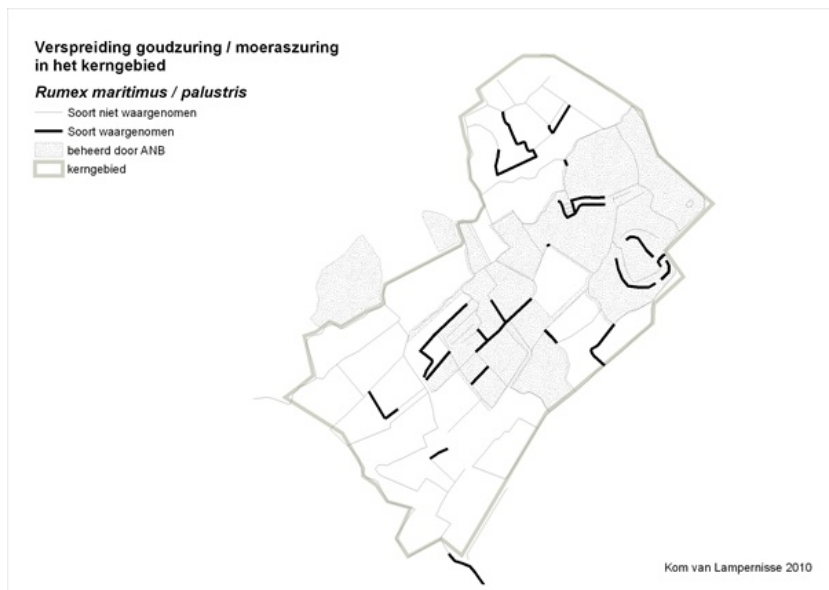 Verspreiding goudzuring / moeraszuring
in het kerngebied
Rumex maritimus / palustris
Soort niet waargenomen
Soort waargenomen
beheerd door ANB
kerngebied
Kom van Lampernisse 2010